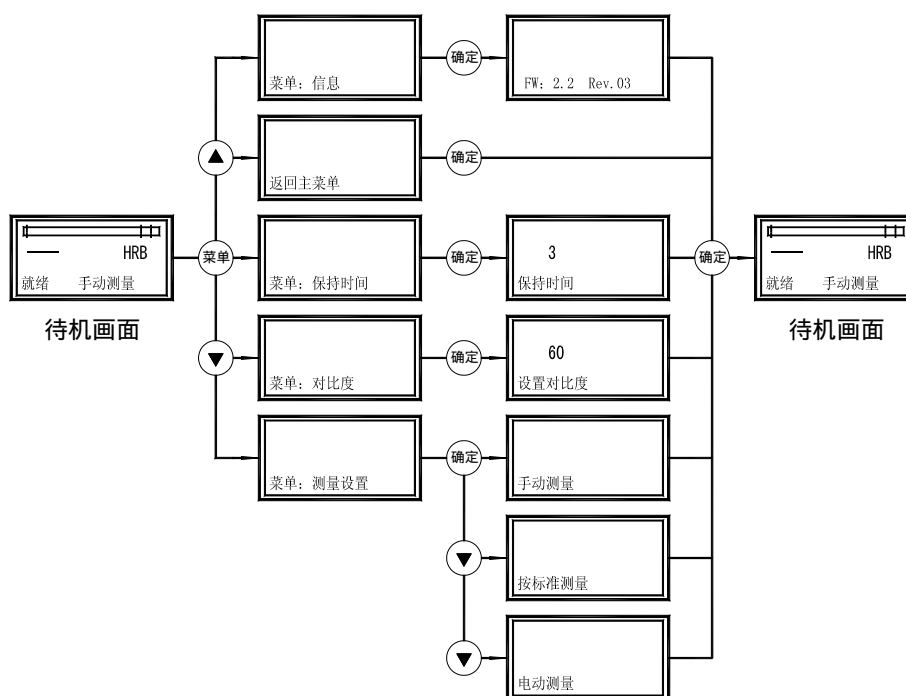 菜单：信息
确定
FW：2.2 Rev.03
▲
返回主菜单
确定
HRB
就绪 手动测量
待机画面
菜单
菜单：保持时间
确定
3
保持时间
确定
HRB
就绪 手动测量
待机画面
▼
菜单：对比度
确定
60
设置对比度
菜单：测量设置
确定
手动测量
▼
按标准测量
▼
电动测量